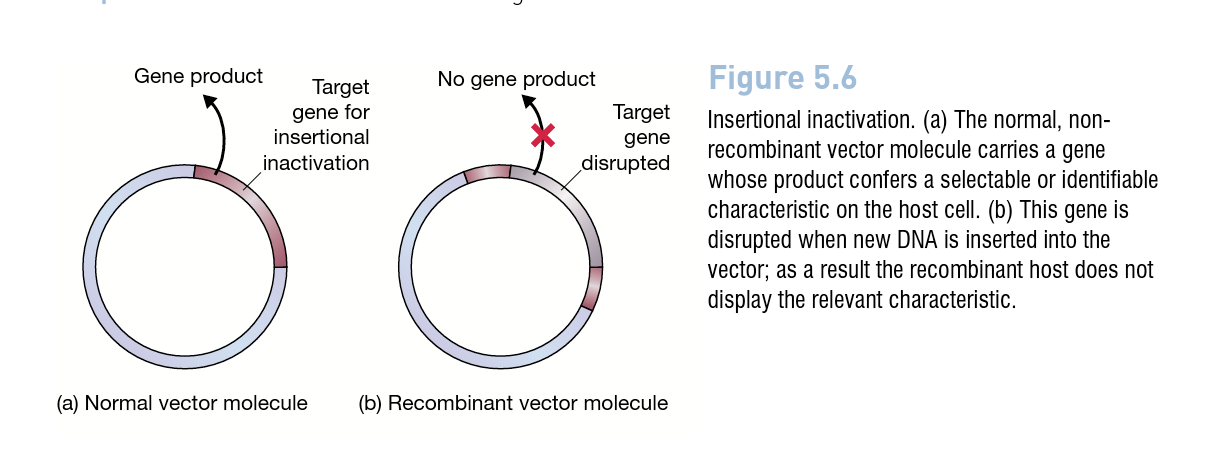 Gene product
Target
gene for
insertional
inactivation
(a) Normal vector molecule
No gene product
Target
gene
disrupted
(b) Recombinant vector molecule
Figure 5.6
Insertional inactivation. (a) The normal, non-
recombinant vector molecule carries a gene
whose product confers a selectable or identifiable
characteristic on the host cell. (b) This gene is
disrupted when new DNA is inserted into the
vector; as a result the recombinant host does not
display the relevant characteristic.